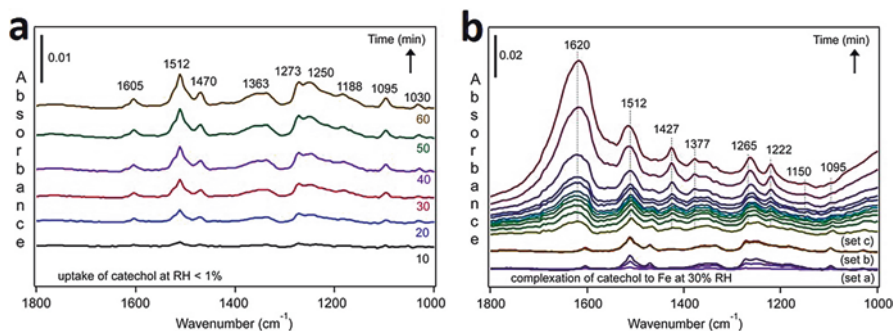 a
0.01
Time (min)
Absorbance
1605
1512
1470
1363
1273
1250
1188
1095
1030
60
50
40
30
20
10
uptake of catechol at RH < 1%
1800
1600
1400
1200
1000
Wavenumber (cm⁻¹)
b
0.02
Time (min)
Absorbance
1620
1512
1427
1377
1265
1222
1150
1095
(set c)
(set b)
(set a)
complexation of catechol to Fe at 30% RH
1800
1600
1400
1200
1000
Wavenumber (cm⁻¹)